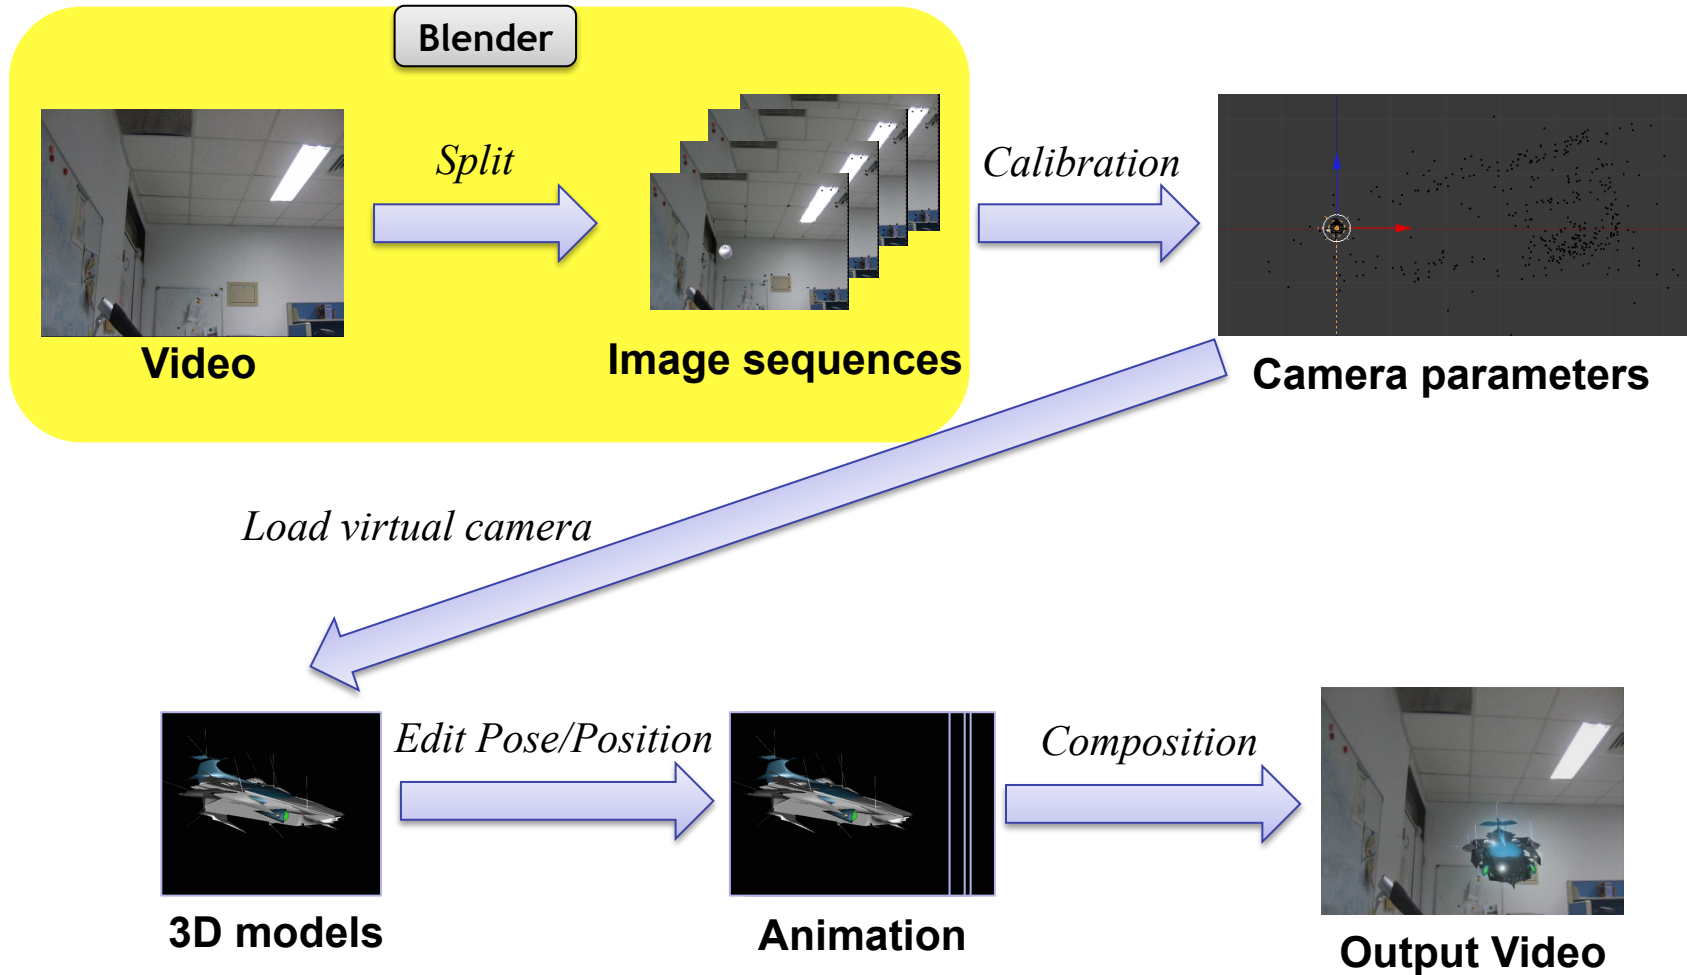 Blender
Split
Calibration
Video
Image sequences
Camera parameters
Load virtual camera
Edit Pose/Position
Composition
3D models
Animation
Output Video